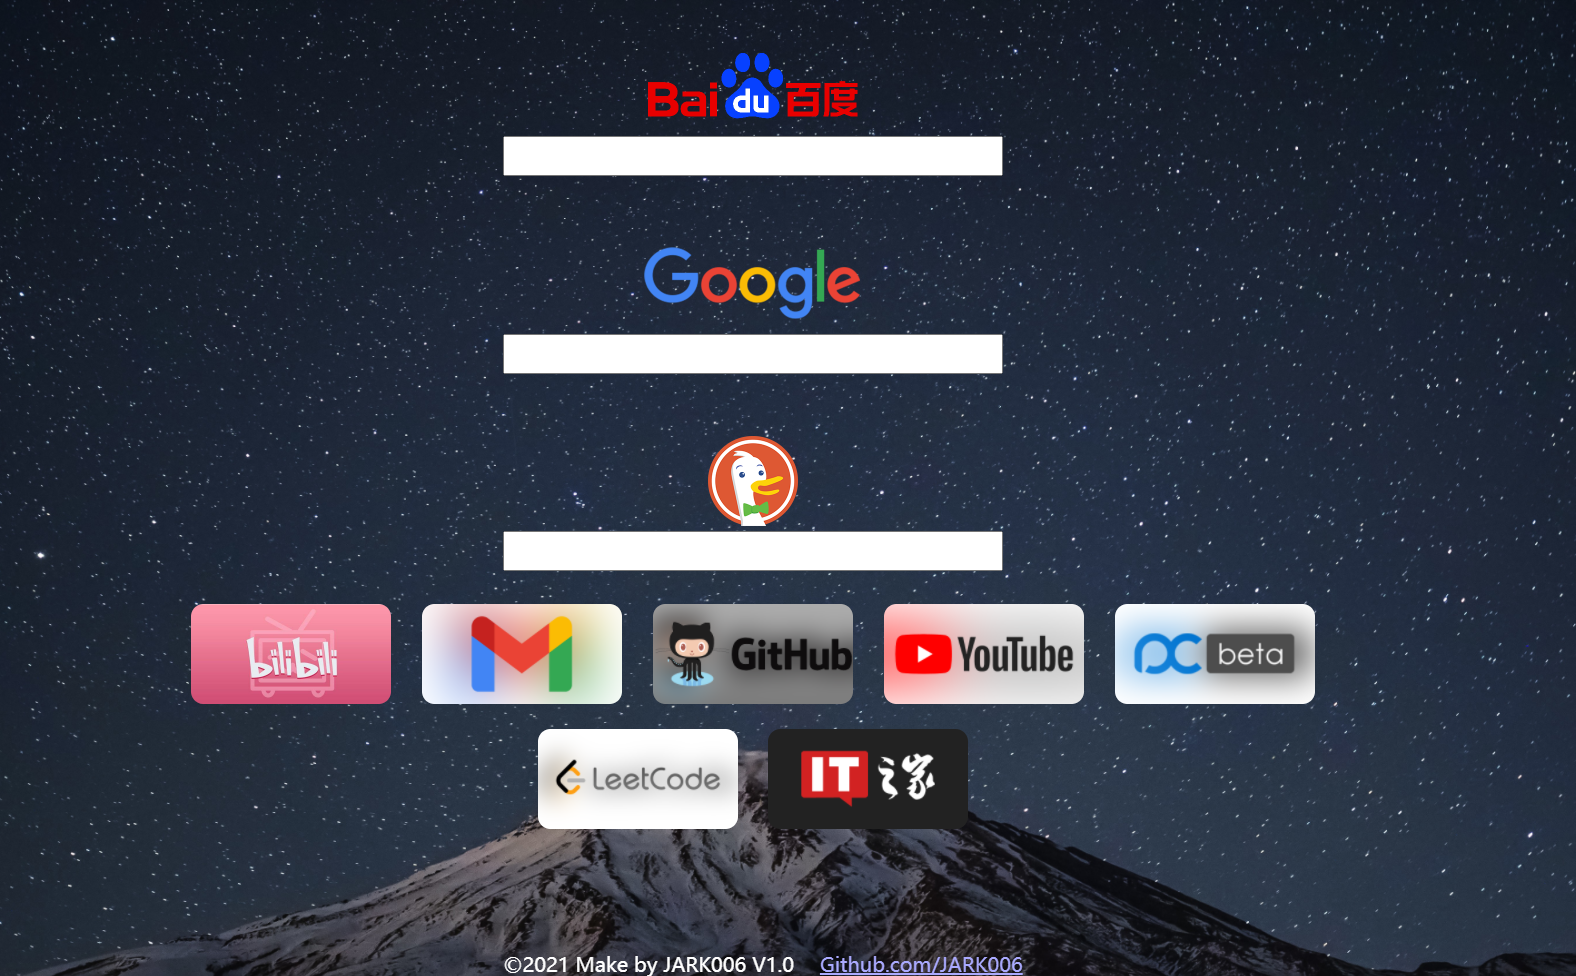 Baidu百度
Google
bilibili
GitHub
YouTube
pc beta
LeetCode
IT之家
©2021 Make by JARK006 V1.0 Github.com/JARK006